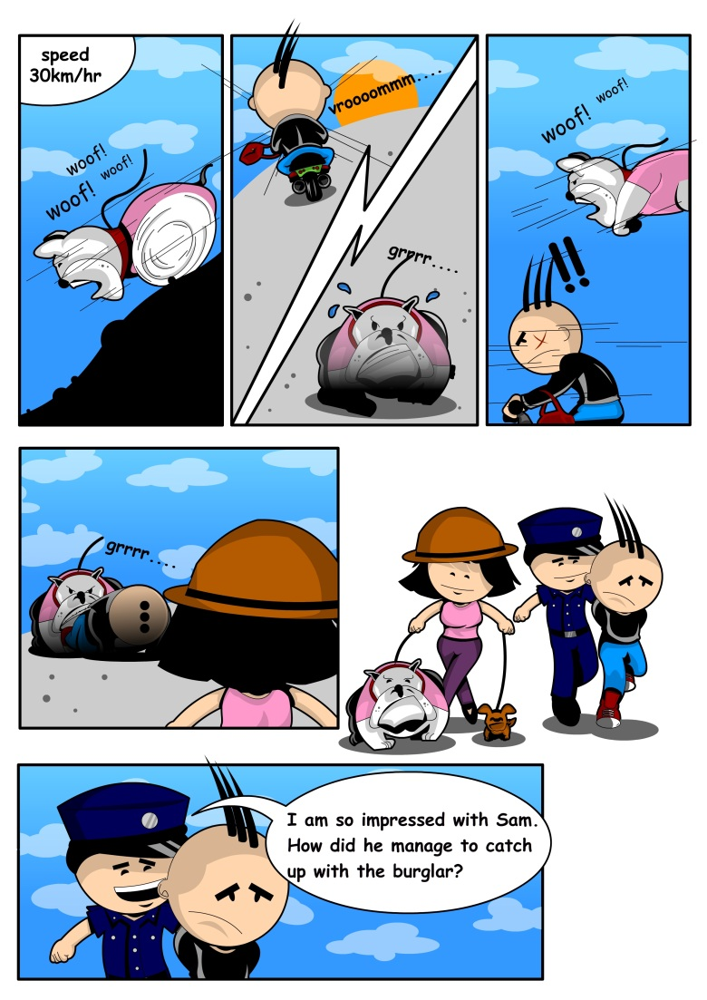 speed
30km/hr
woof!
woof!
woof!
vroooommm....
grrrr....
woof!
woof!
!!
grrrr....
I am so impressed with Sam.
How did he manage to catch
up with the burglar?